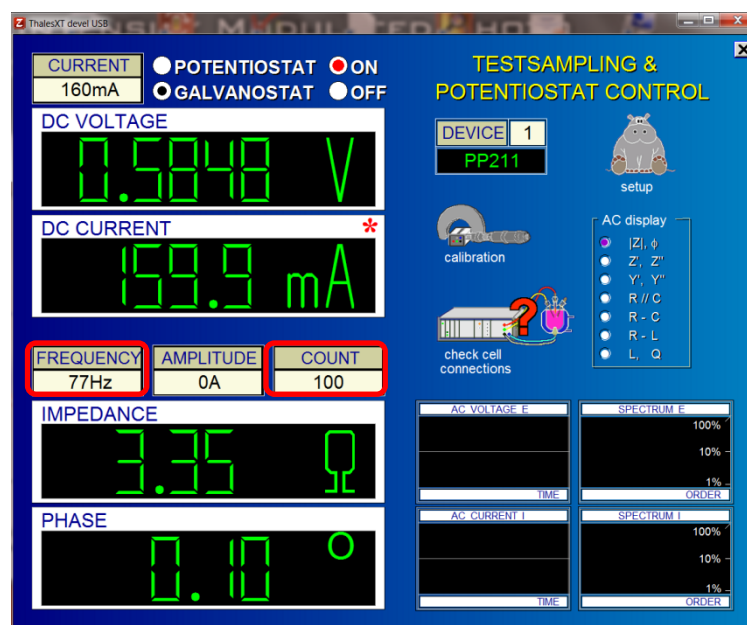 ThalesXT devel USB
CURRENT
160mA
POTENTIOSTAT
ON
GALVANOSTAT
OFF
DC VOLTAGE
0.5848 V
DC CURRENT *
159.9 mA
FREQUENCY
77Hz
AMPLITUDE
0A
COUNT
100
IMPEDANCE
3.35 Ω
PHASE
0.10 °
TESTSAMPLING &
POTENTIOSTAT CONTROL
DEVICE 1
PP211
setup
calibration
?
check cell
connections
AC display
|Z|, ϕ
Z', Z"
Y', Y"
R // C
R - C
R - L
L, Q
AC VOLTAGE E
TIME
SPECTRUM E
100%
10%
1%
ORDER
AC CURRENT I
TIME
SPECTRUM I
100%
10%
1%
ORDER